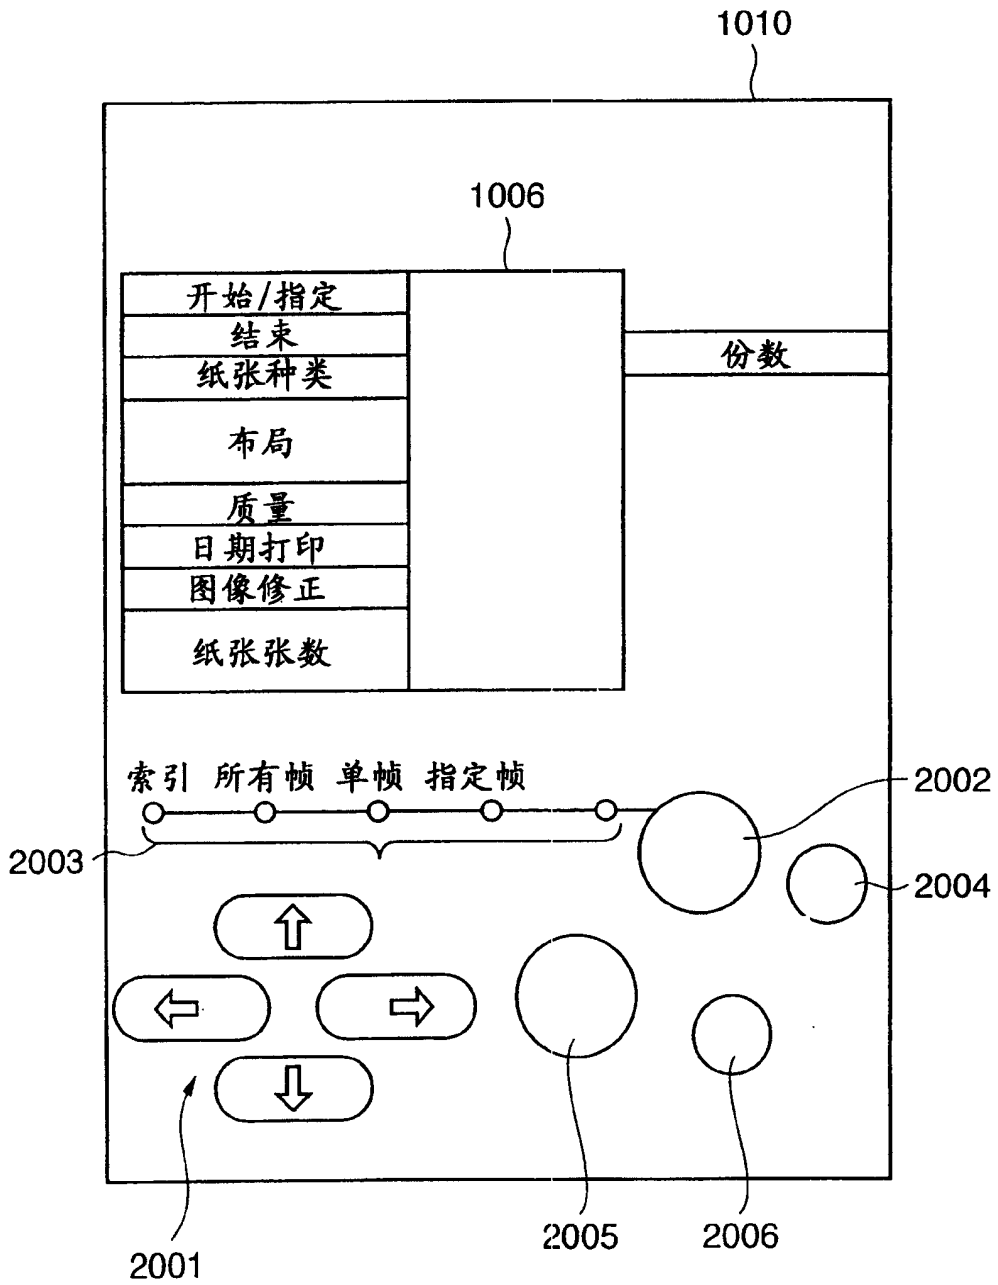 1010
1006
开始/指定
结束
份数
纸张种类
布局
质量
日期打印
图像修正
纸张张数
索引 所有帧 单帧 指定帧
2002
2003
2004
2005
2006
2001